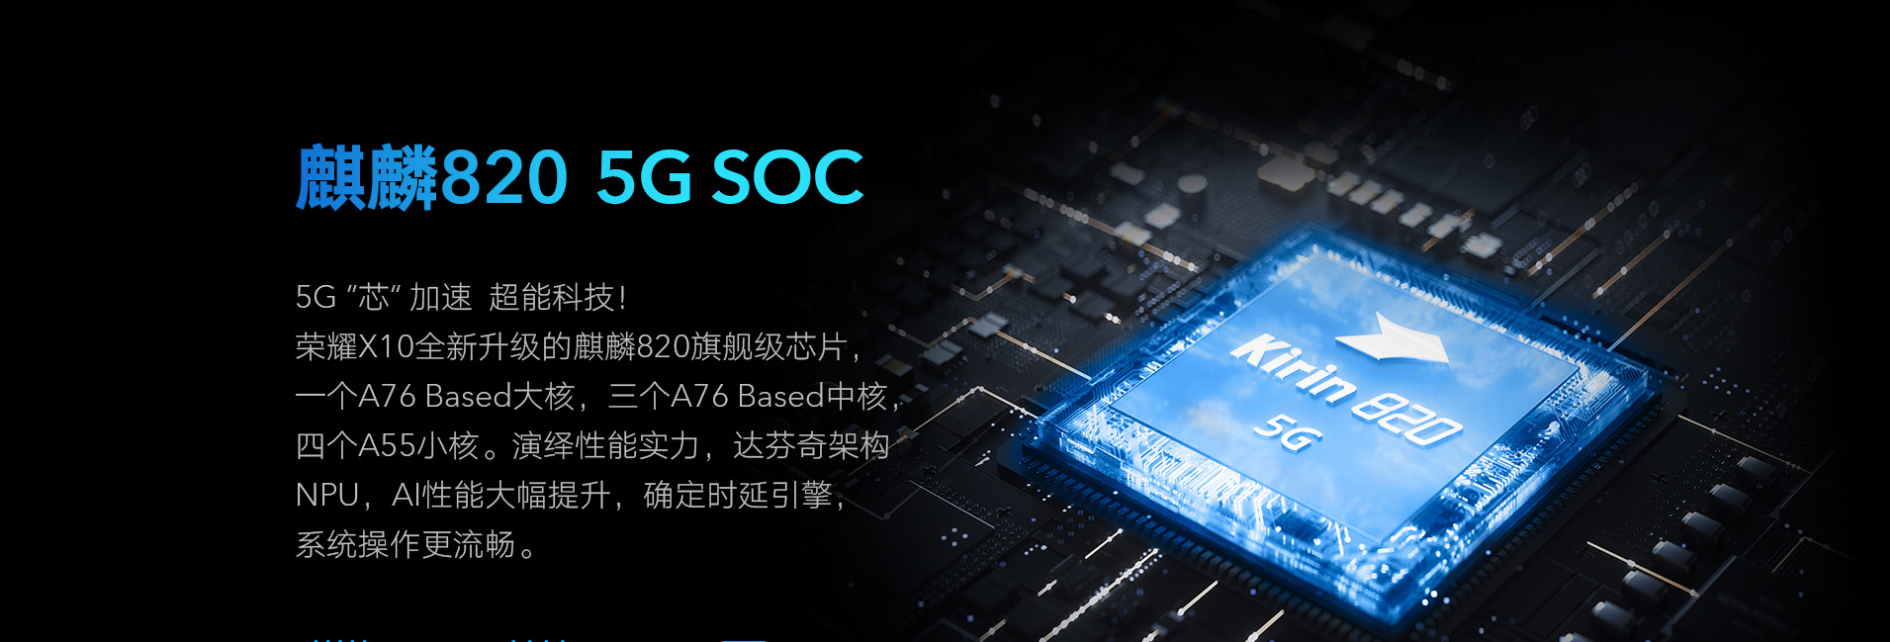 麒麟820 5G SOC
5G ”芯“ 加速 超能科技！
荣耀X10全新升级的麒麟820旗舰级芯片，
一个A76 Based大核，三个A76 Based中核，
四个A55小核。演绎性能实力，达芬奇架构
NPU，AI性能大幅提升，确定时延引擎，
系统操作更流畅。
Kirin 820
5G